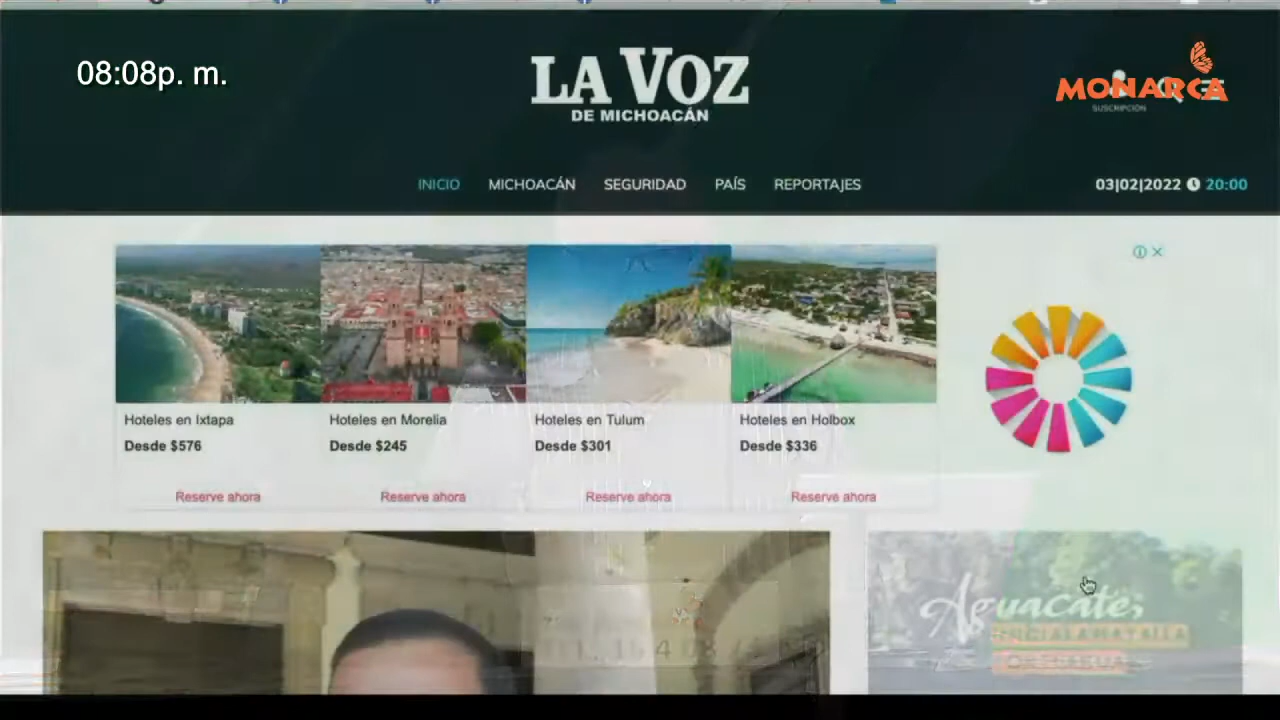 08:08p. m.
LA VOZ
DE MICHOACÁN
MONARCA
SUSCRIPCIÓN
INICIO MICHOACÁN SEGURIDAD PAÍS REPORTAJES
03|02|2022 20:00
Hoteles en Ixtapa
Desde $576
Reserve ahora
Hoteles en Morelia
Desde $245
Reserve ahora
Hoteles en Tulum
Desde $301
Reserve ahora
Hoteles en Holbox
Desde $336
Reserve ahora
Aguacate,